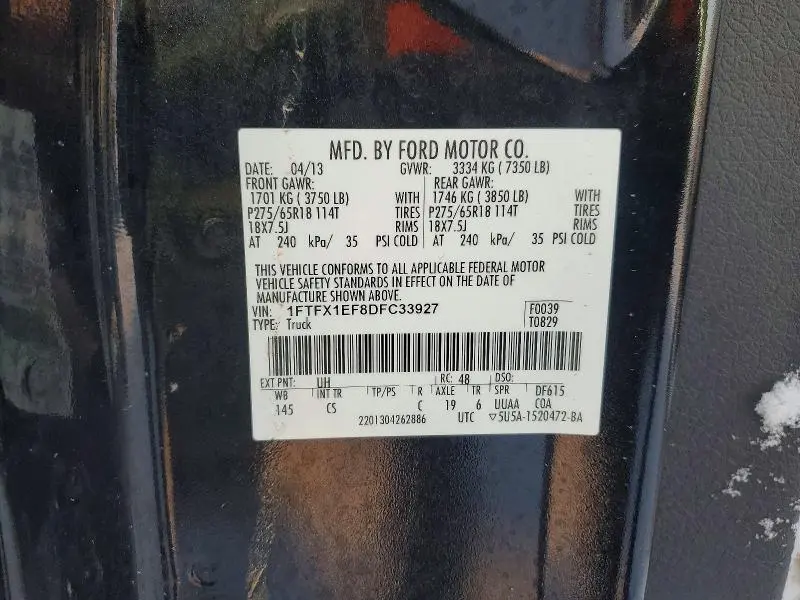 MFD. BY FORD MOTOR CO.
DATE: 04/13 GVWR: 3334 KG ( 7350 LB)
FRONT GAWR: REAR GAWR:
1701 KG ( 3750 LB) WITH 1746 KG ( 3850 LB) WITH
P275/65R18 114T TIRES P275/65R18 114T TIRES
18X7.5J RIMS 18X7.5J RIMS
AT 240 kPa/ 35 PSI COLD AT 240 kPa/ 35 PSI COLD
THIS VEHICLE CONFORMS TO ALL APPLICABLE FEDERAL MOTOR
VEHICLE SAFETY STANDARDS IN EFFECT ON THE DATE OF
MANUFACTURE SHOWN ABOVE.
VIN: 1FTFX1EF8DFC33927 F0039
TYPE: Truck T0829
EXT PNT: UH RC: 48 DSO:
WB INT TR TP/PS R AXLE TR SPR DF615
145 CS C 19 6 UUAA COA
2201304262886 UTC ▽5U5A-1520472-BA